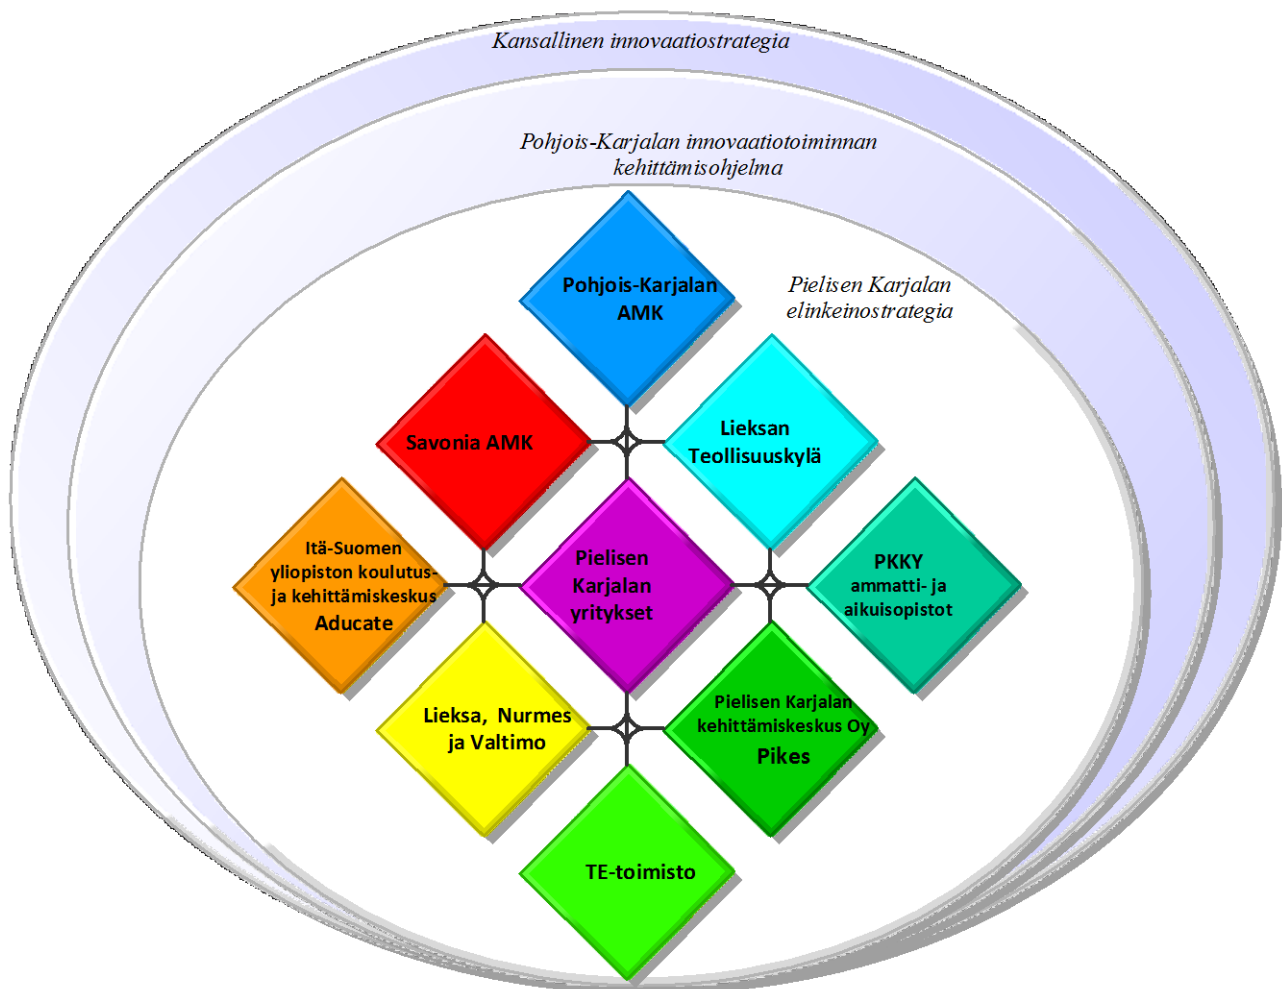 Kansallinen innovaatiostrategia
Pohjois-Karjalan innovaatiotoiminnan
kehittämisohjelma
Pielisen Karjalan
elinkeinostrategia
Pohjois-Karjalan
AMK
Savonia AMK
Lieksan
Teollisuuskylä
Itä-Suomen
yliopiston koulutus-
ja kehittämiskeskus
Aducate
Pielisen
Karjalan
yritykset
PKKY
ammatti- ja
aikuisopistot
Lieksa, Nurmes
ja Valtimo
Pielisen Karjalan
kehittämiskeskus Oy
Pikes
TE-toimisto